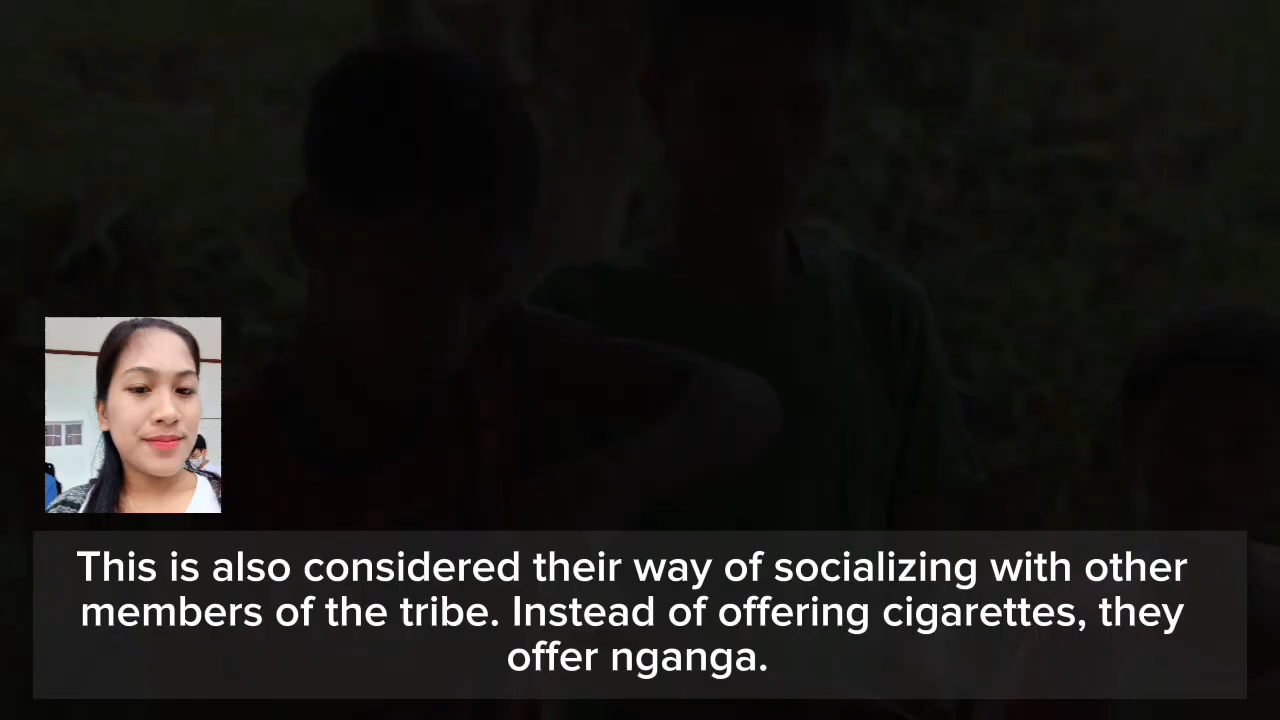 This is also considered their way of socializing with other
members of the tribe. Instead of offering cigarettes, they
offer nganga.